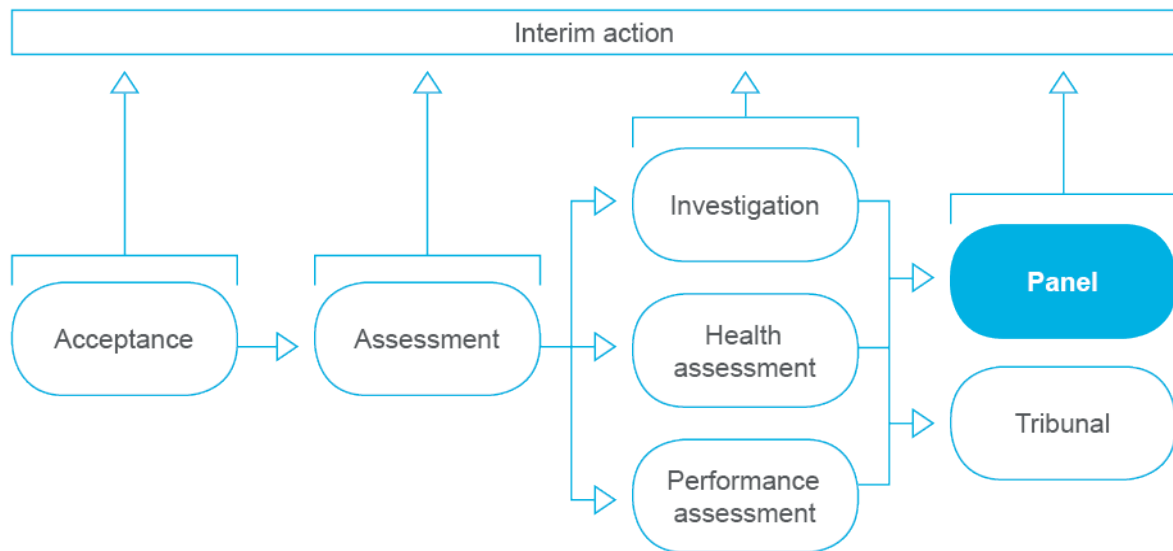 Interim action
Acceptance
Assessment
Investigation
Health
assessment
Performance
assessment
Panel
Tribunal